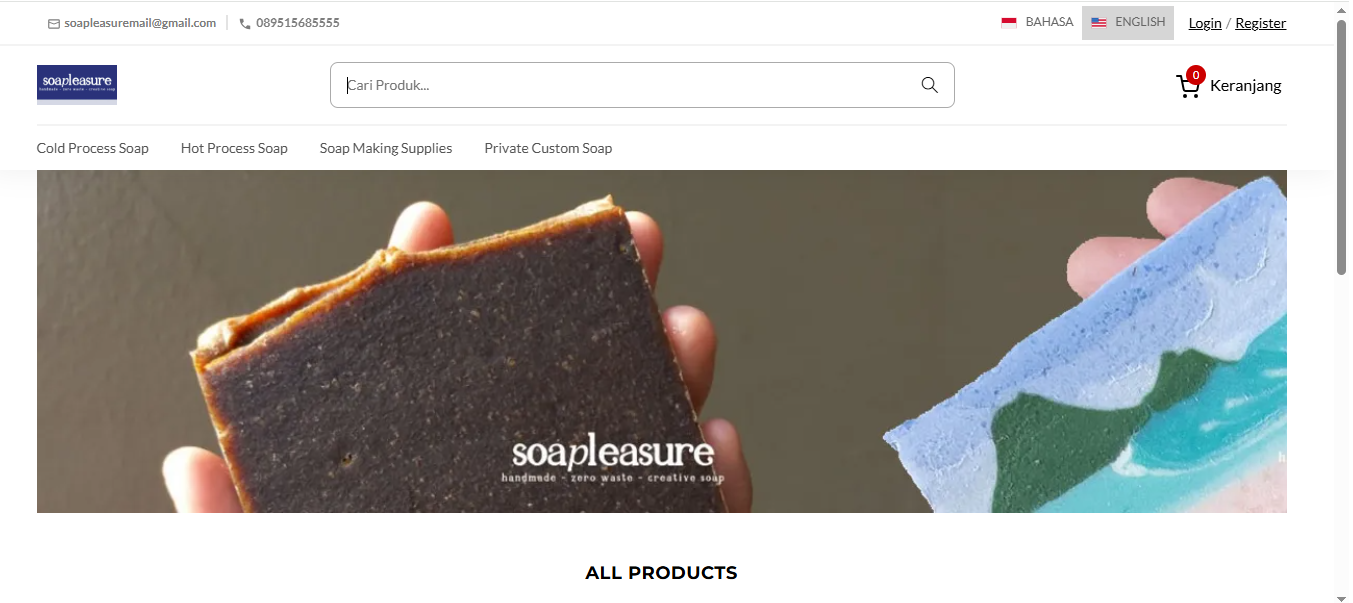 soapleasuremail@gmail.com 089515685555 BAHASA ENGLISH Login / Register
soapleasure
handmade - zero waste - creative soap
Cari Produk...
0
Keranjang
Cold Process Soap Hot Process Soap Soap Making Supplies Private Custom Soap
soapleasure
handmade - zero waste - creative soap
h
ALL PRODUCTS